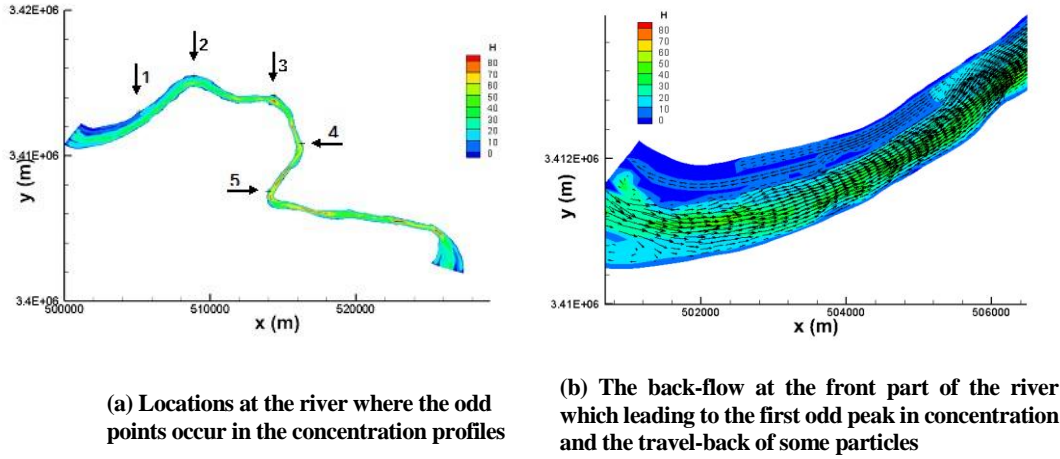 3.42E+06
3.41E+06
3.4E+06
y (m)
500000
510000
520000
x (m)
1
2
3
4
5
H
80
70
60
50
40
30
20
10
0
(a) Locations at the river where the odd
points occur in the concentration profiles
H
80
70
60
50
40
30
20
10
0
3.412E+06
3.41E+06
y (m)
502000
504000
506000
x (m)
(b) The back-flow at the front part of the river
which leading to the first odd peak in concentration
and the travel-back of some particles